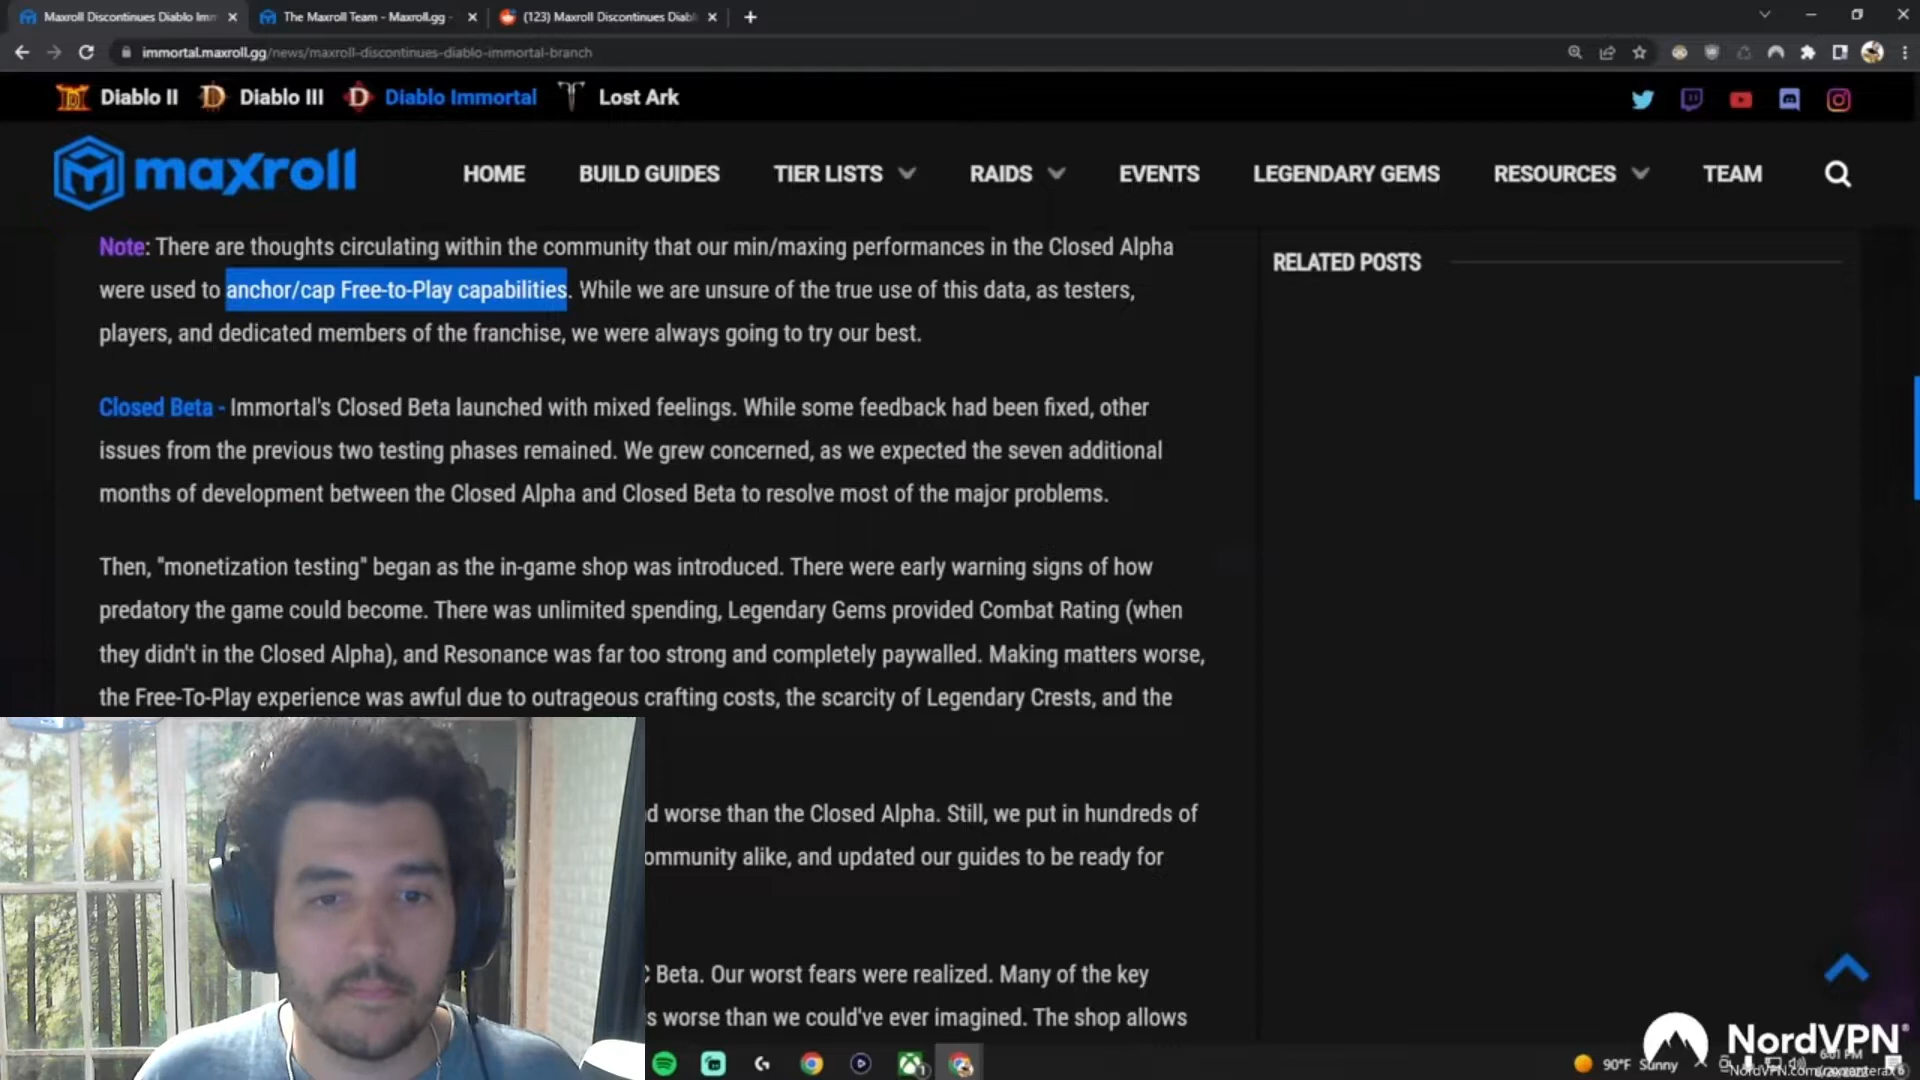 Maxroll Discontinues Diablo Imm
The Maxroll Team - Maxroll.gg -
(123) Maxroll Discontinues Diabl
immortal.maxroll.gg/news/maxroll-discontinues-diablo-immortal-branch
Diablo II
Diablo III
Diablo Immortal
Lost Ark
maxroll
HOME
BUILD GUIDES
TIER LISTS
RAIDS
EVENTS
LEGENDARY GEMS
RESOURCES
TEAM
Note: There are thoughts circulating within the community that our min/maxing performances in the Closed Alpha
were used to anchor/cap Free-to-Play capabilities. While we are unsure of the true use of this data, as testers,
players, and dedicated members of the franchise, we were always going to try our best.
RELATED POSTS
Closed Beta - Immortal's Closed Beta launched with mixed feelings. While some feedback had been fixed, other
issues from the previous two testing phases remained. We grew concerned, as we expected the seven additional
months of development between the Closed Alpha and Closed Beta to resolve most of the major problems.
Then, "monetization testing" began as the in-game shop was introduced. There were early warning signs of how
predatory the game could become. There was unlimited spending, Legendary Gems provided Combat Rating (when
they didn't in the Closed Alpha), and Resonance was far too strong and completely paywalled. Making matters worse,
the Free-To-Play experience was awful due to outrageous crafting costs, the scarcity of Legendary Crests, and the
d worse than the Closed Alpha. Still, we put in hundreds of
ommunity alike, and updated our guides to be ready for
C Beta. Our worst fears were realized. Many of the key
s worse than we could've ever imagined. The shop allows
NordVPN®
90°F Sunny
6:01 PM